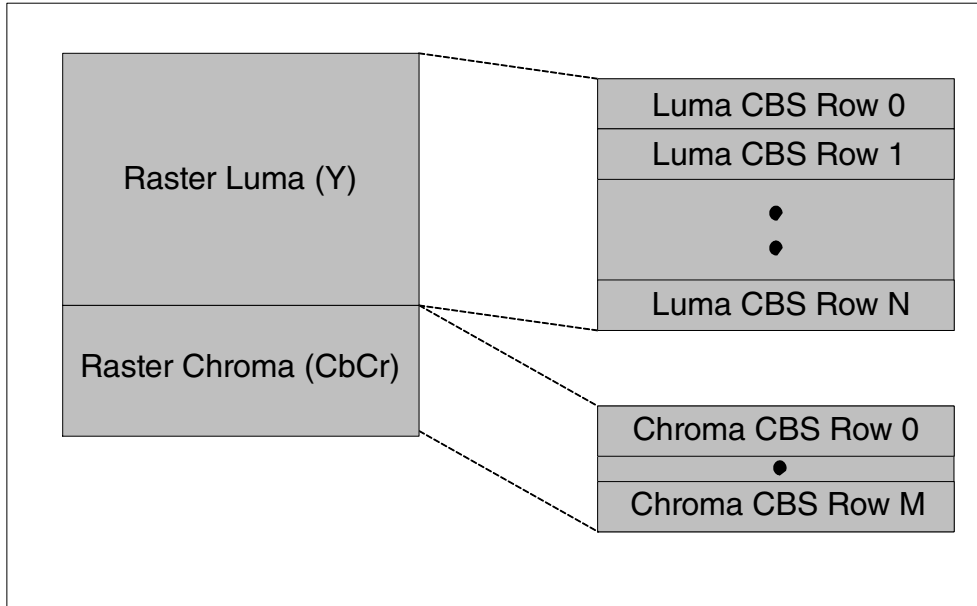 Raster Luma (Y)
Raster Chroma (CbCr)
Luma CBS Row 0
Luma CBS Row 1
Luma CBS Row N
Chroma CBS Row 0
Chroma CBS Row M